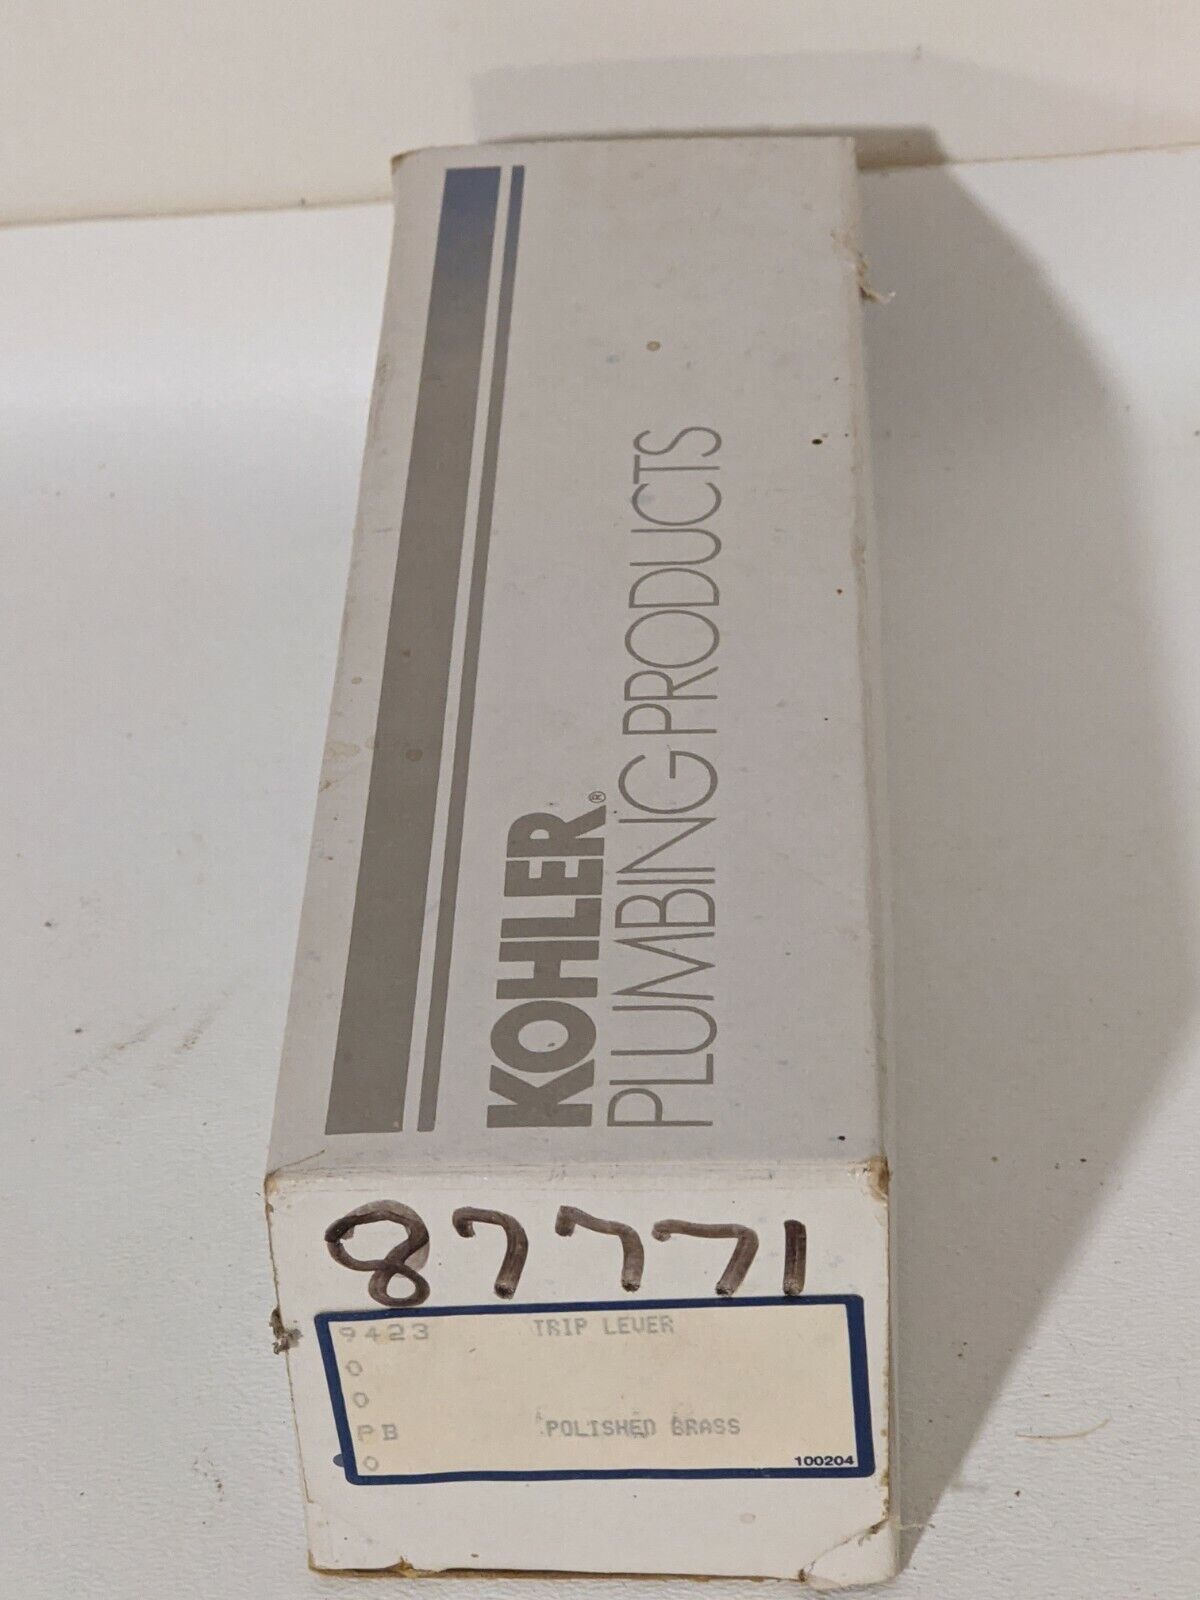 KOHLER®
PLUMBING PRODUCTS
87771
9423 TRIP LEVER
0
0
PB POLISHED BRASS
0 100204